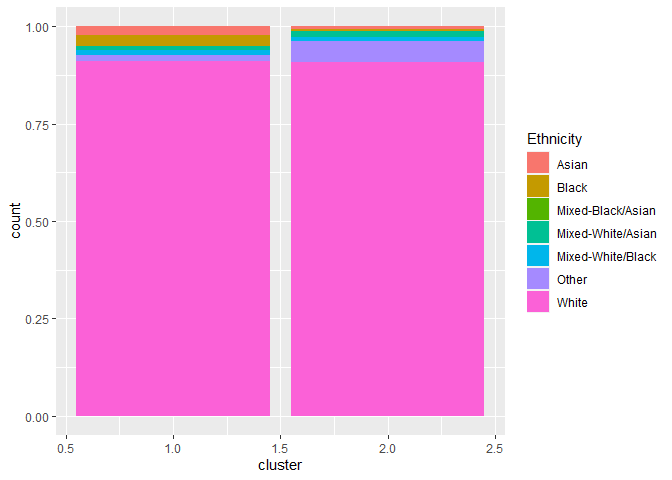 1.00
0.75
0.50
0.25
0.00
count
0.5
1.0
1.5
2.0
2.5
cluster
Ethnicity
Asian
Black
Mixed-Black/Asian
Mixed-White/Asian
Mixed-White/Black
Other
White